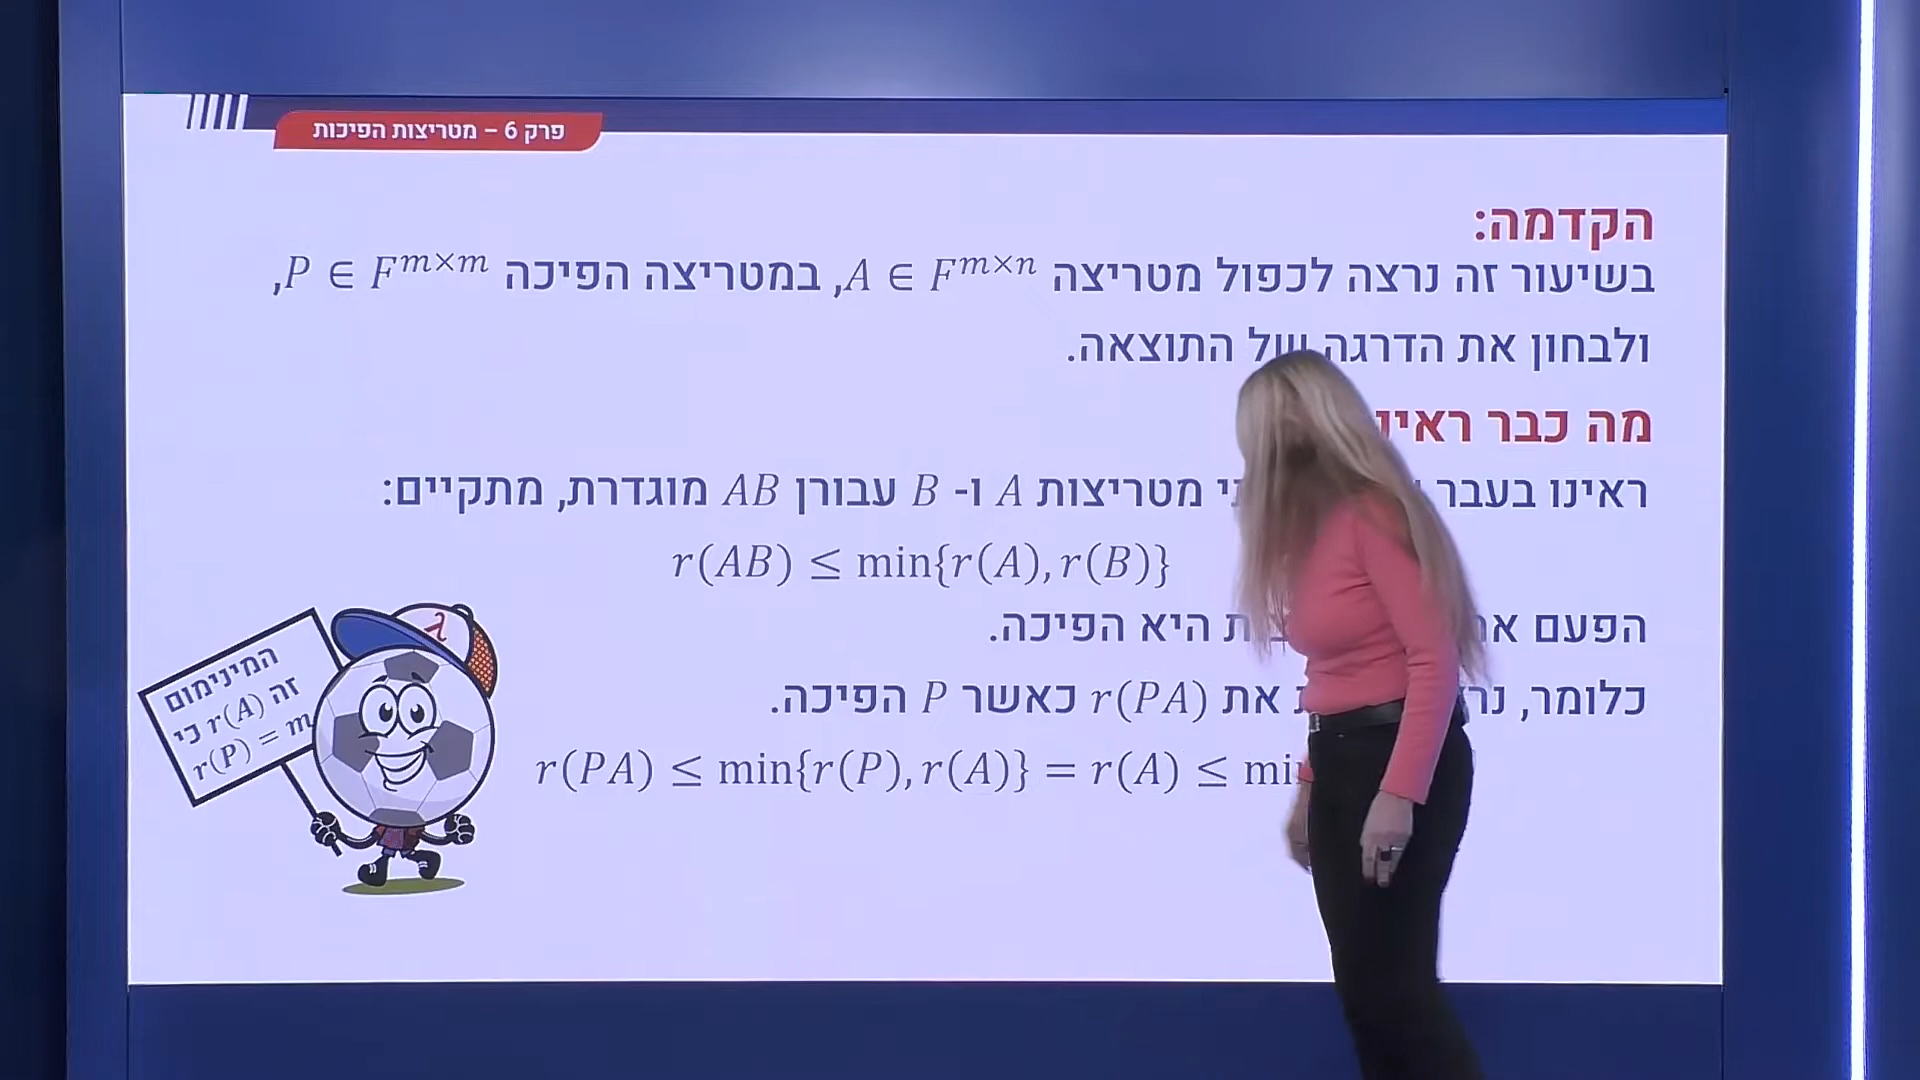 פרק 6 – מטריצות הפיכות
הקדמה:
בשיעור זה נרצה לכפול מטריצה A ∈ F^{m×n}, במטריצה הפיכה P ∈ F^{m×m},
ולבחון את הדרגה של התוצאה.
מה כבר
ראינו בעבר מטריצות A ו- B עבורן AB מוגדרת, מתקיים:
r(AB) ≤ min{r(A), r(B)}
הפעם היא הפיכה.
כלומר, את r(PA) כאשר P הפיכה.
r(PA) ≤ min{r(P), r(A)} = r(A) ≤
המינימום
זה r(A) כי
r(P) = m
λ